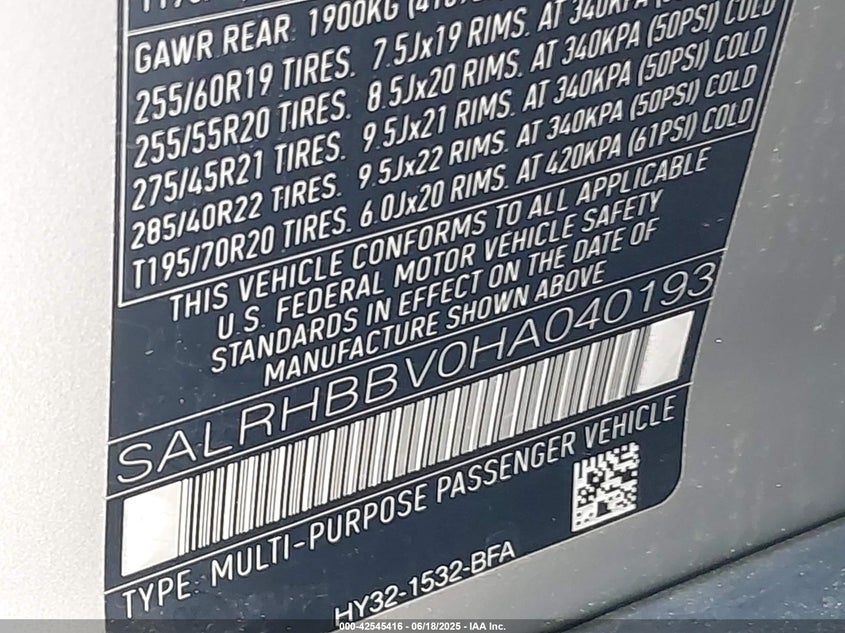 GAWR REAR: 1900KG
255/60R19 TIRES. 7.5Jx19 RIMS. AT 340KPA
255/55R20 TIRES. 8.5Jx20 RIMS. AT 340KPA (50PSI) COLD
275/45R21 TIRES. 9.5Jx21 RIMS. AT 340KPA (50PSI) COLD
285/40R22 TIRES. 9.5Jx22 RIMS. AT 340KPA (50PSI) COLD
T195/70R20 TIRES. 6.0Jx20 RIMS. AT 420KPA (61PSI) COLD
THIS VEHICLE CONFORMS TO ALL APPLICABLE
U.S. FEDERAL MOTOR VEHICLE SAFETY
STANDARDS IN EFFECT ON THE DATE OF
MANUFACTURE SHOWN ABOVE
SALRHBBV0HA040193
TYPE: MULTI-PURPOSE PASSENGER VEHICLE
HY32-1532-BFA
000-42545416 - 06/18/2025 - IAA Inc.